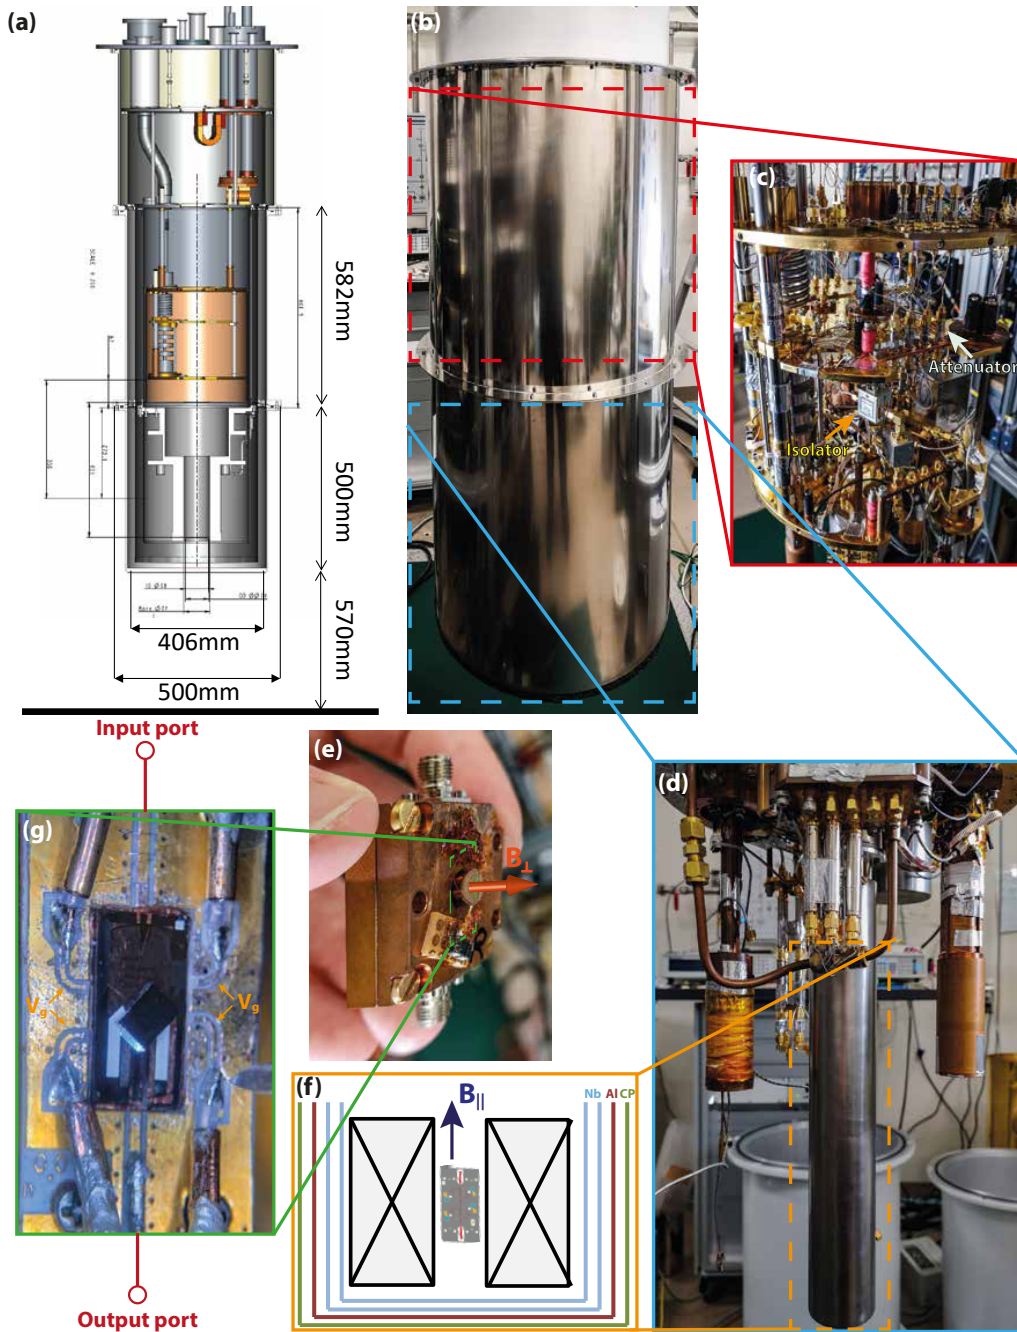 (a)
582mm
500mm
570mm
406mm
500mm
(b)
(c)
Attenuator
Isolator
Input port
(e)
B⊥
(d)
(g)
Vg
Vg
(f)
B||
Nb
Al
CP
Output port